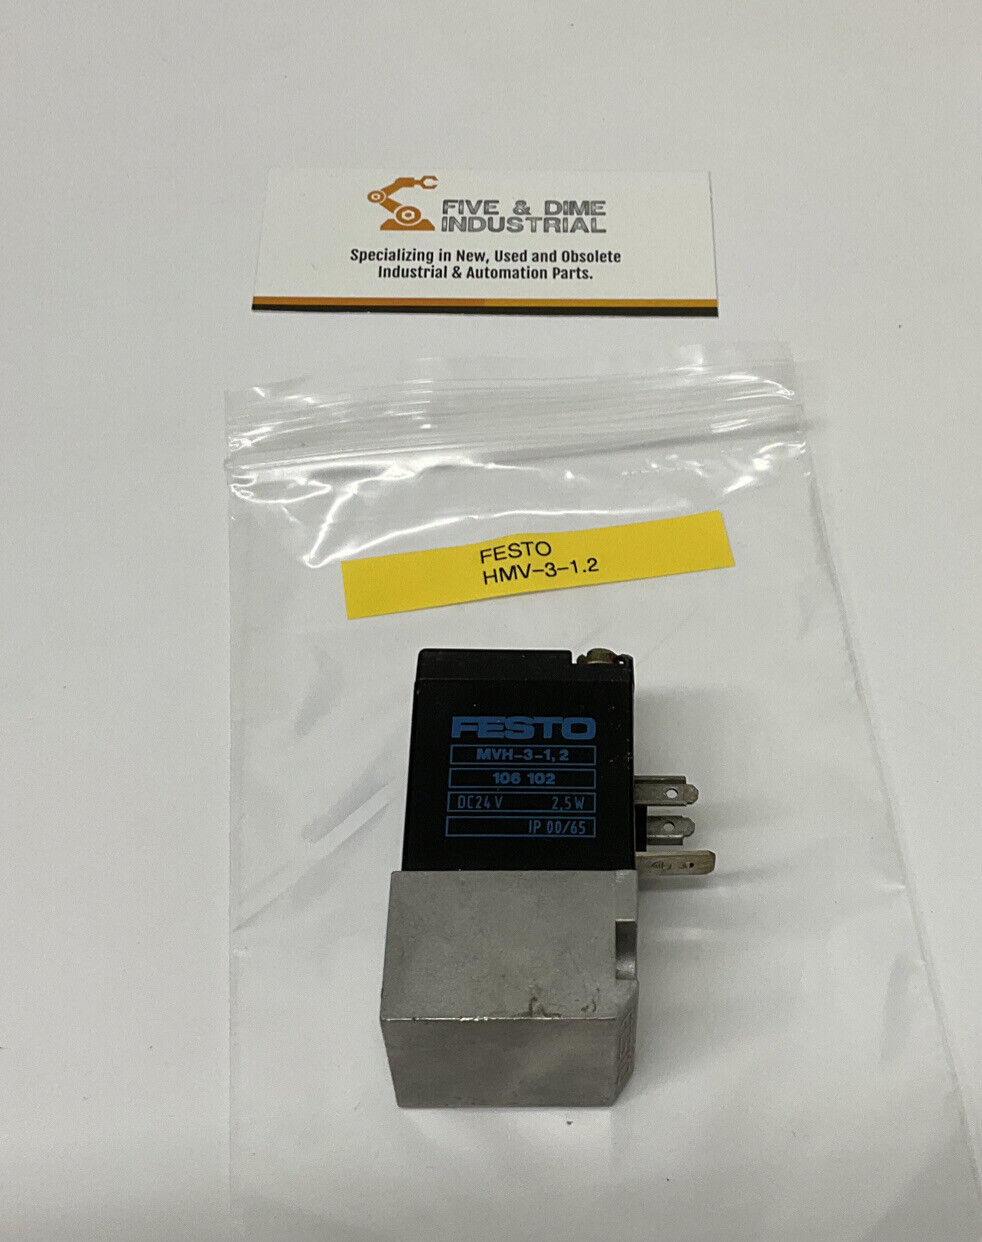 FIVE & DIME
INDUSTRIAL
Specializing in New, Used and Obsolete
Industrial & Automation Parts.
FESTO
HMV-3-1.2
FESTO
MVH-3-1,2
106 102
DC24V 2,5W
IP 00/65